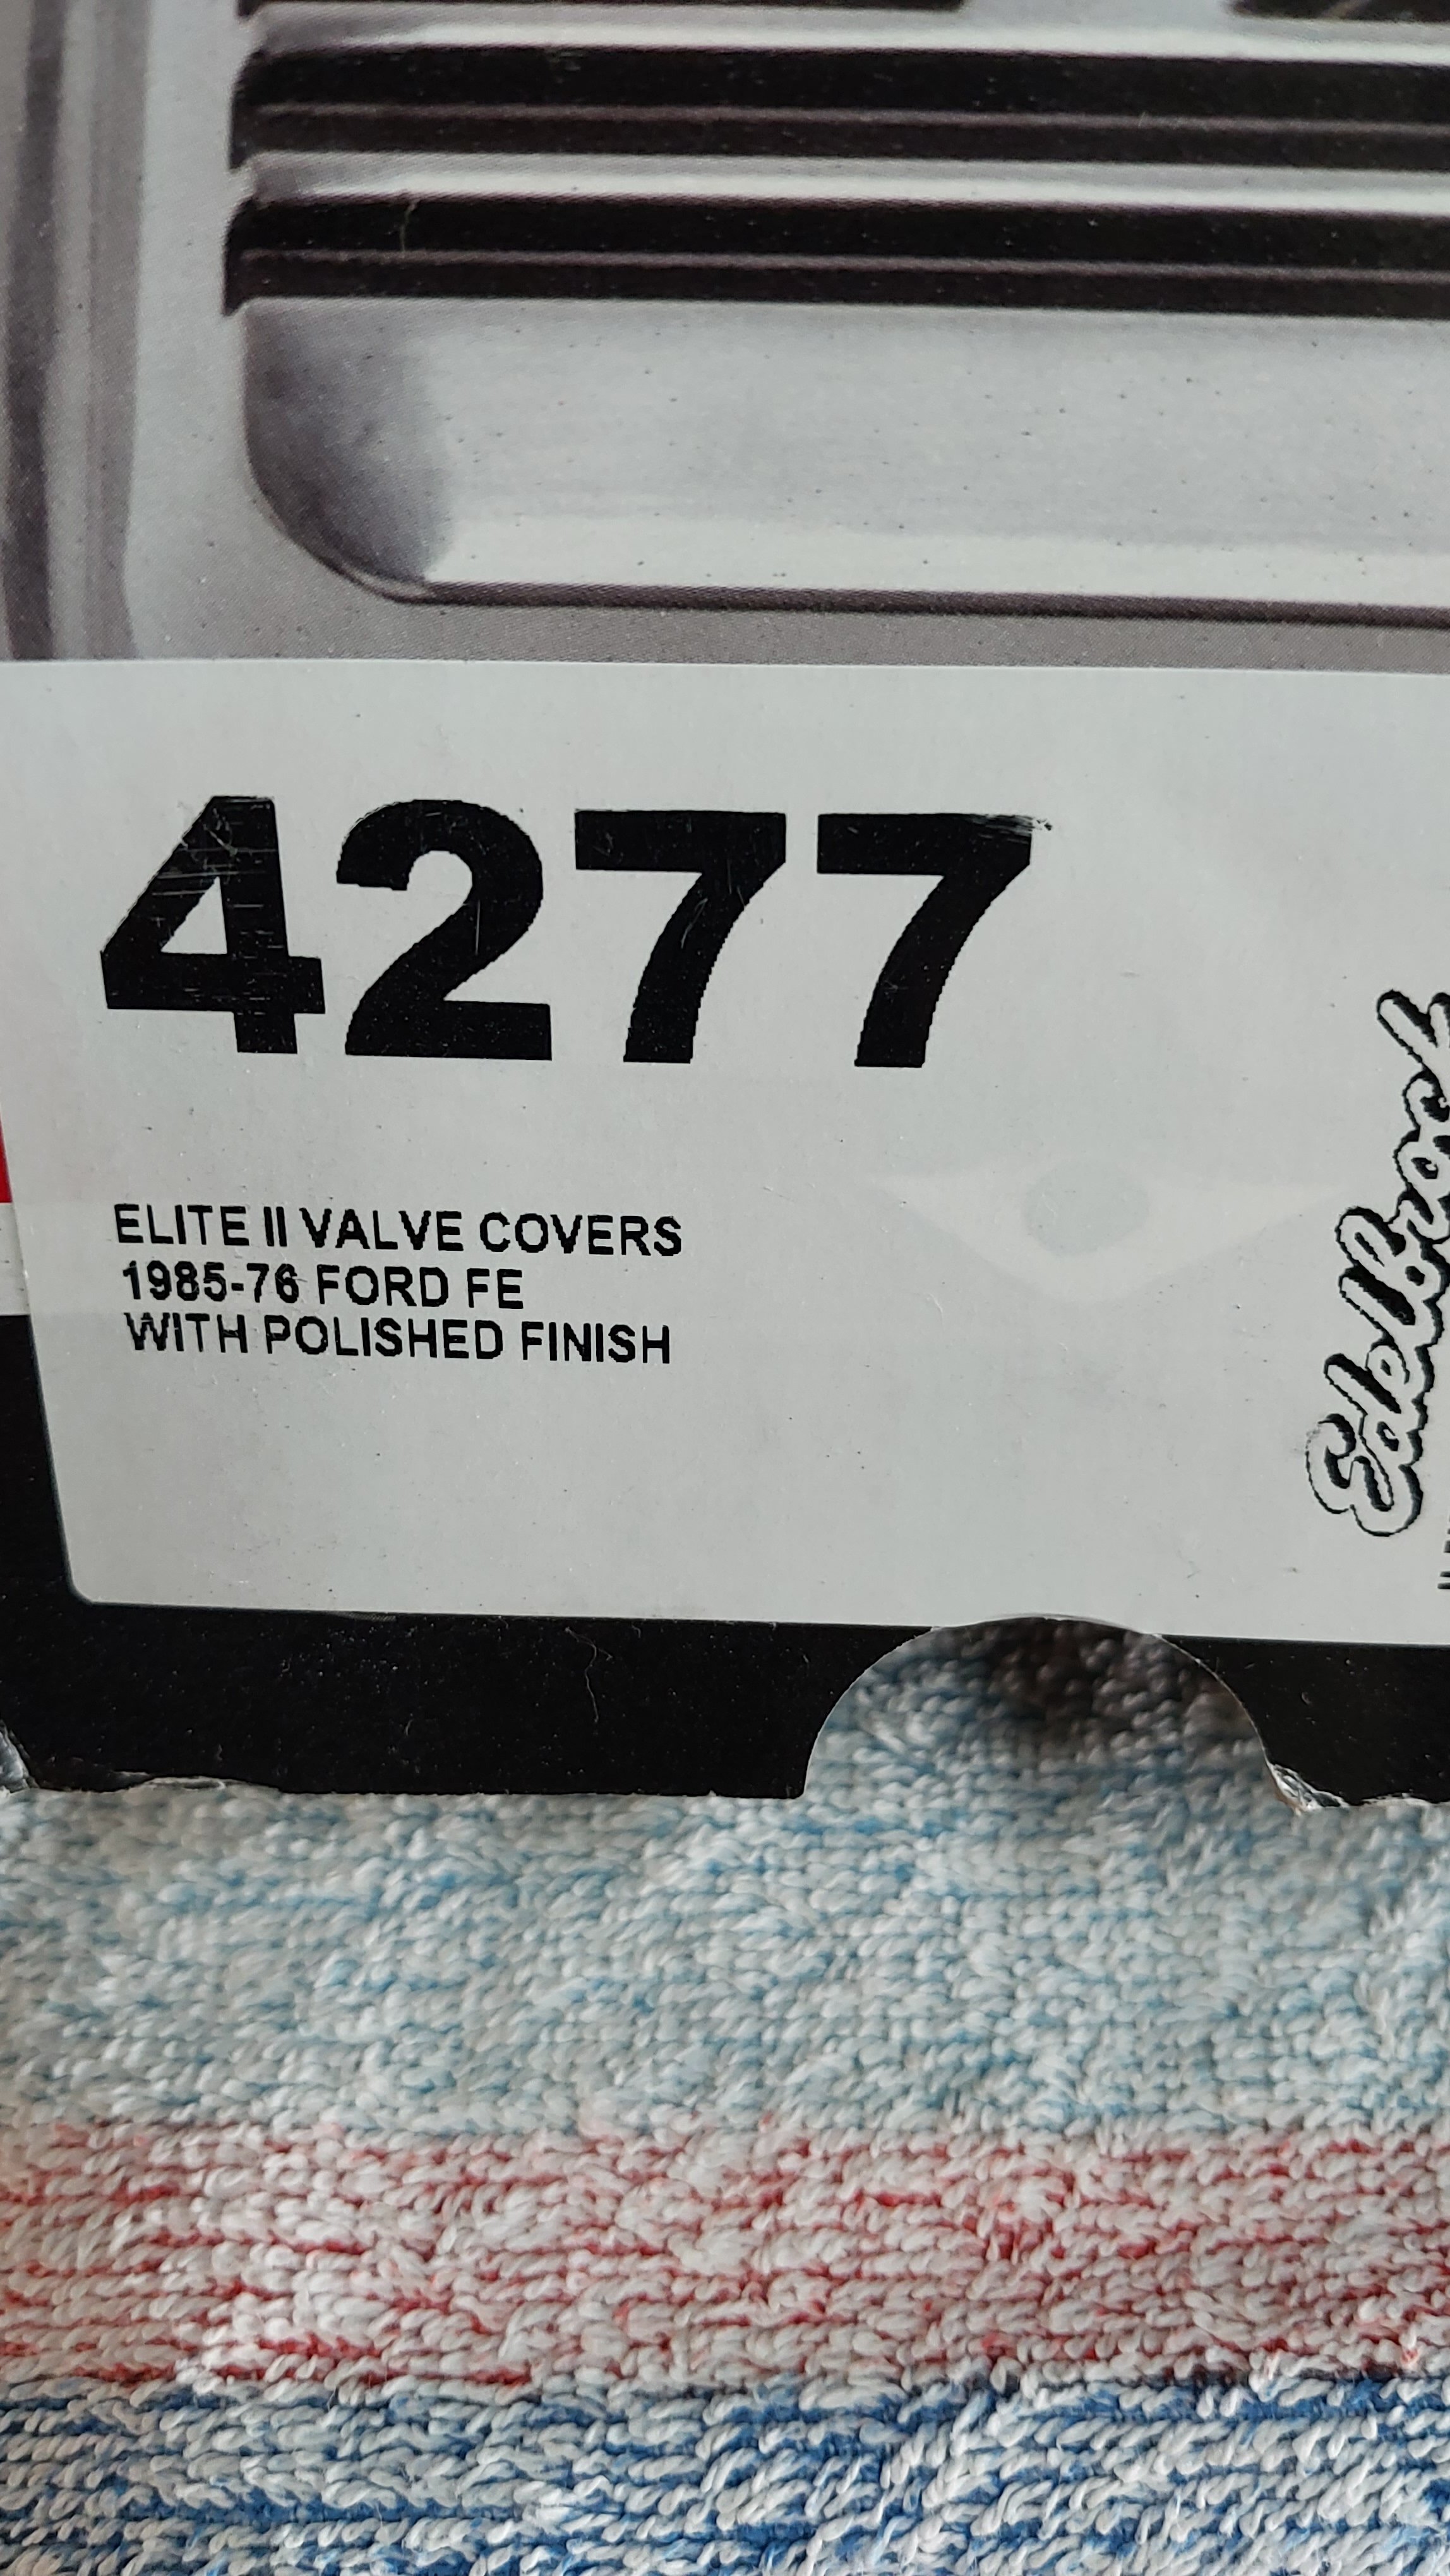 4277
ELITE II VALVE COVERS
1985-76 FORD FE
WITH POLISHED FINISH
Edelbrock